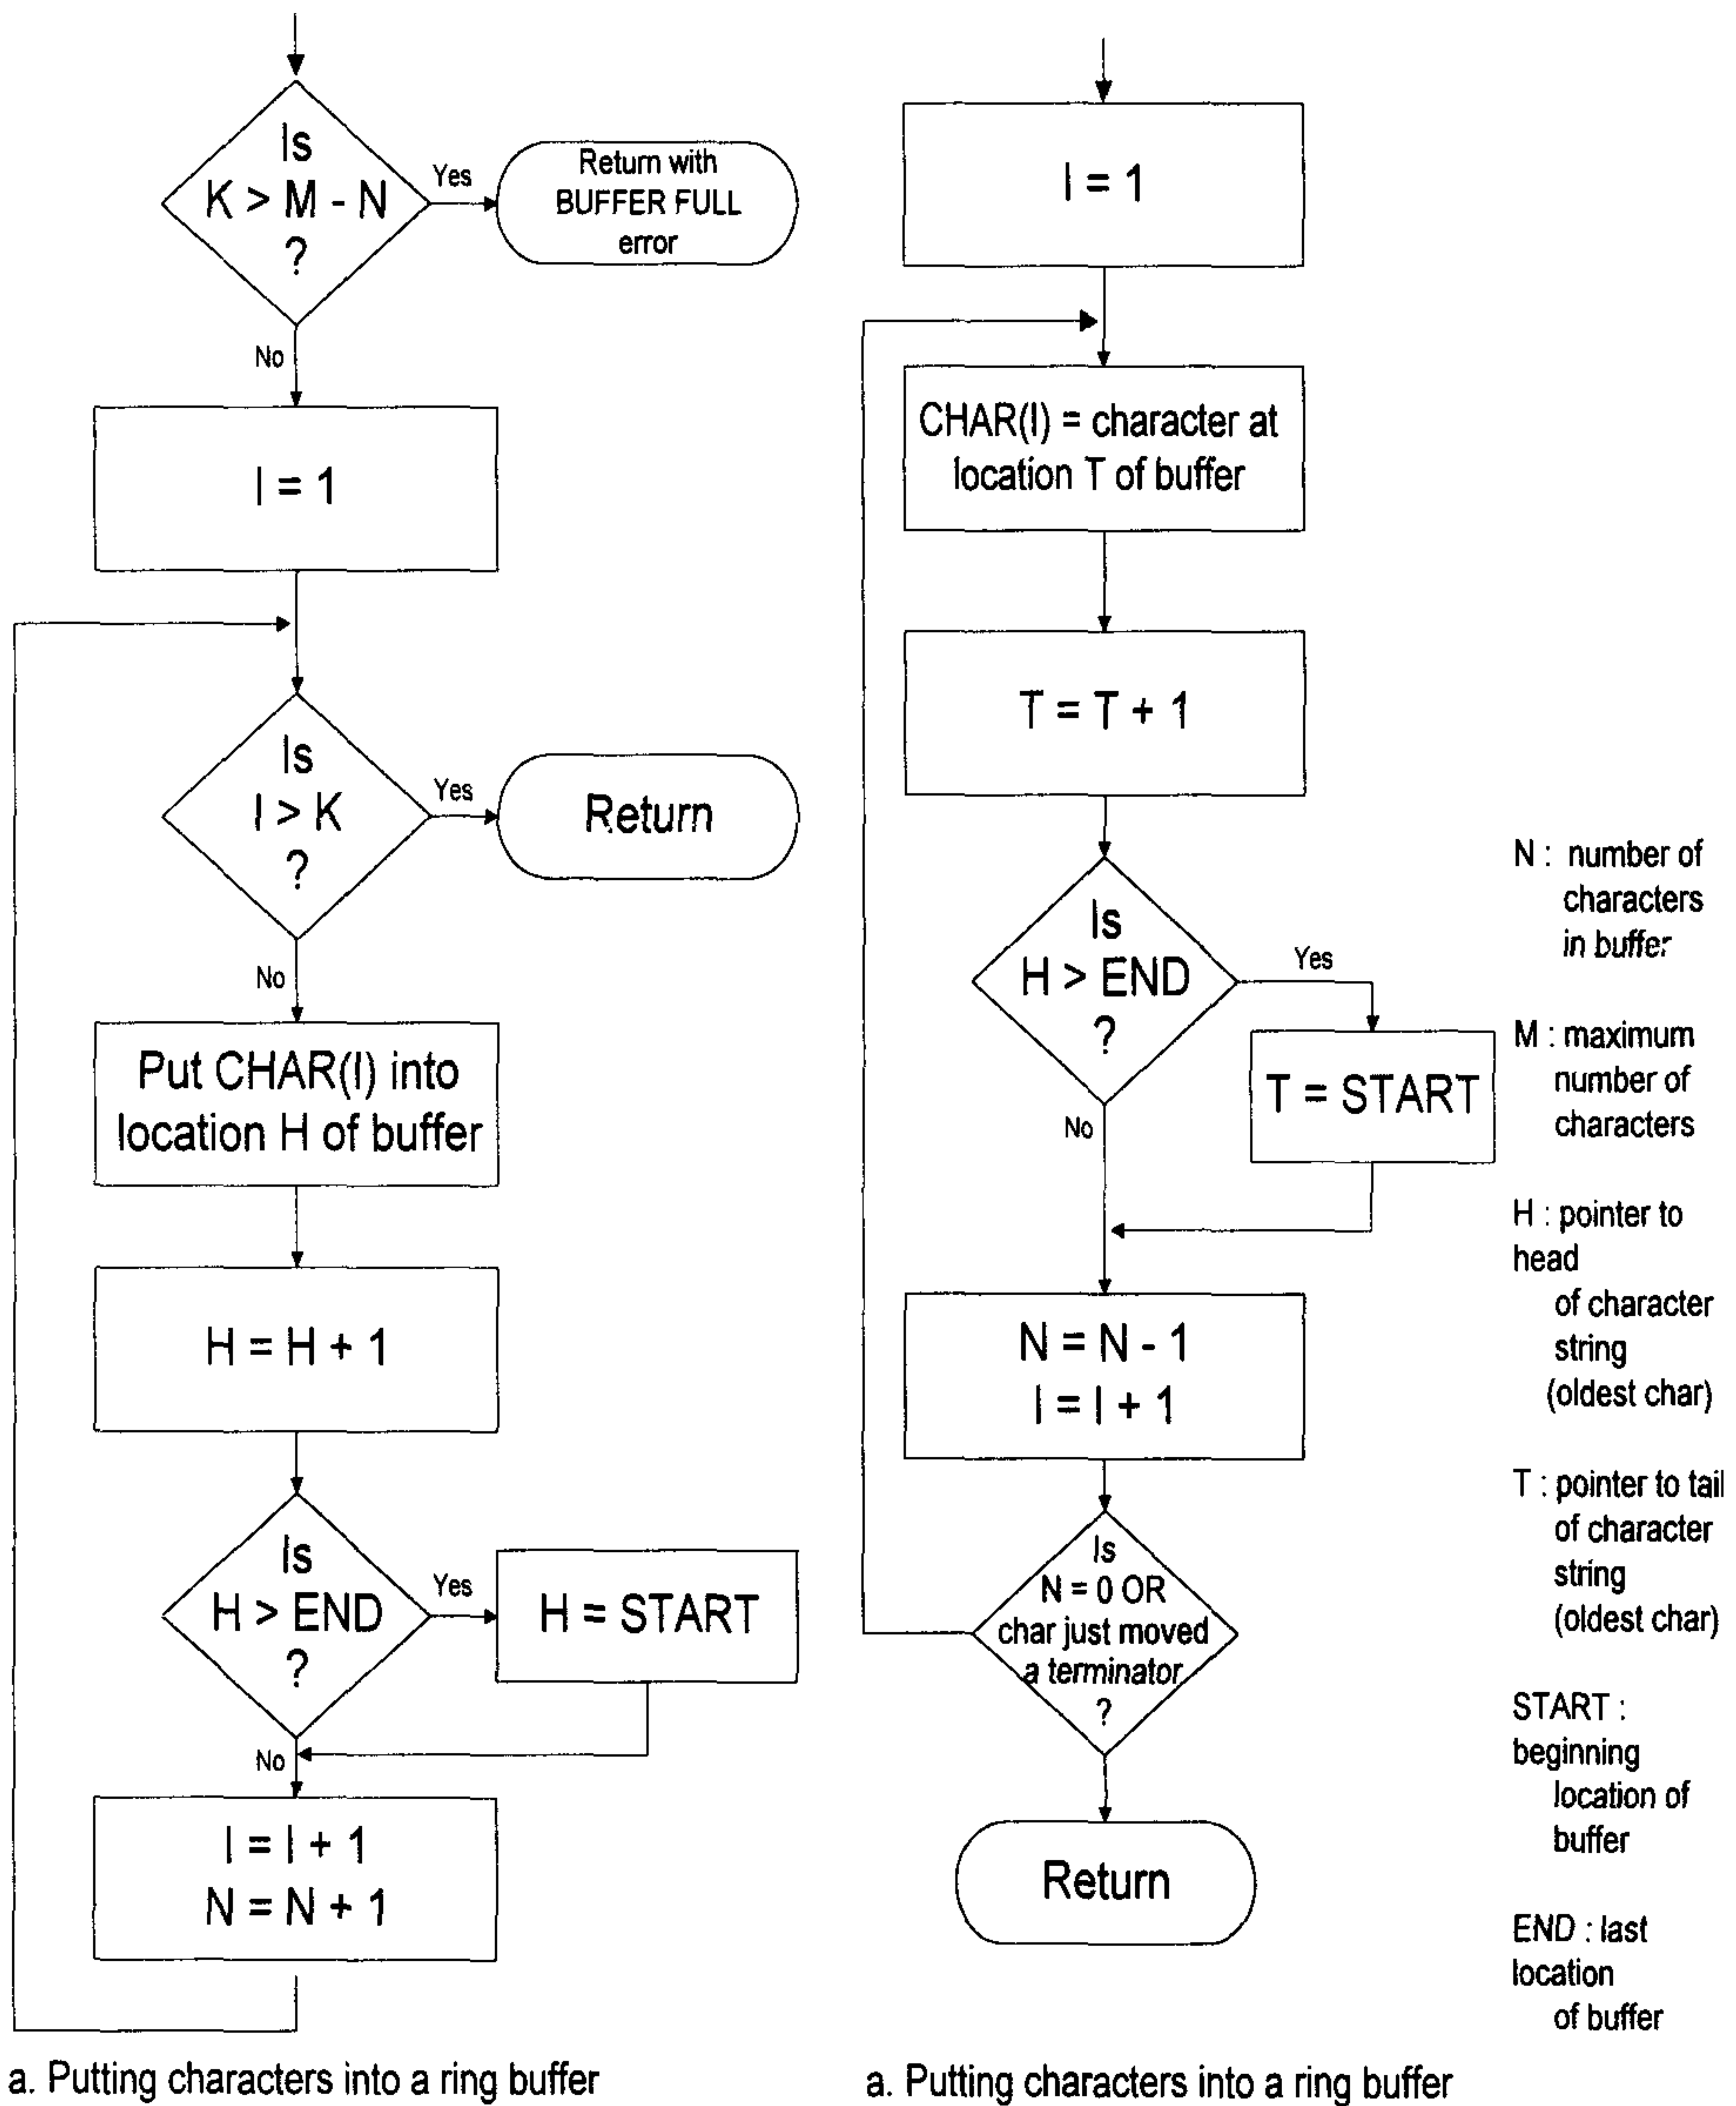 Is
K > M - N
?
Yes
Return with
BUFFER FULL
error
No
I = 1
Is
I > K
?
Yes
Return
No
Put CHAR(I) into
location H of buffer
H = H + 1
Is
H > END
?
Yes
H = START
No
I = I + 1
N = N + 1
a. Putting characters into a ring buffer
I = 1
CHAR(I) = character at
location T of buffer
T = T + 1
Is
H > END
?
Yes
T = START
No
N = N - 1
I = I + 1
Is
N = 0 OR
char just moved
a terminator
?
Return
a. Putting characters into a ring buffer
N : number of
characters
in buffer
M : maximum
number of
characters
H : pointer to
head
of character
string
(oldest char)
T : pointer to tail
of character
string
(oldest char)
START :
beginning
location of
buffer
END : last
location
of buffer